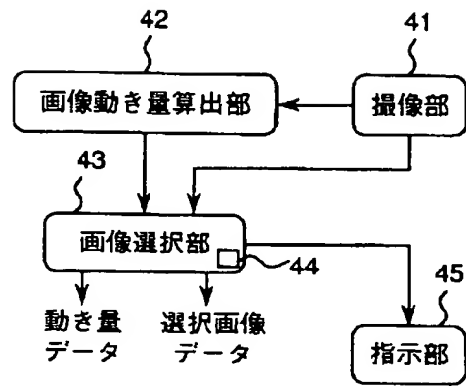 42
41
画像動き量算出部
撮像部
43
画像選択部
44
45
動き量
データ
選択画像
データ
指示部